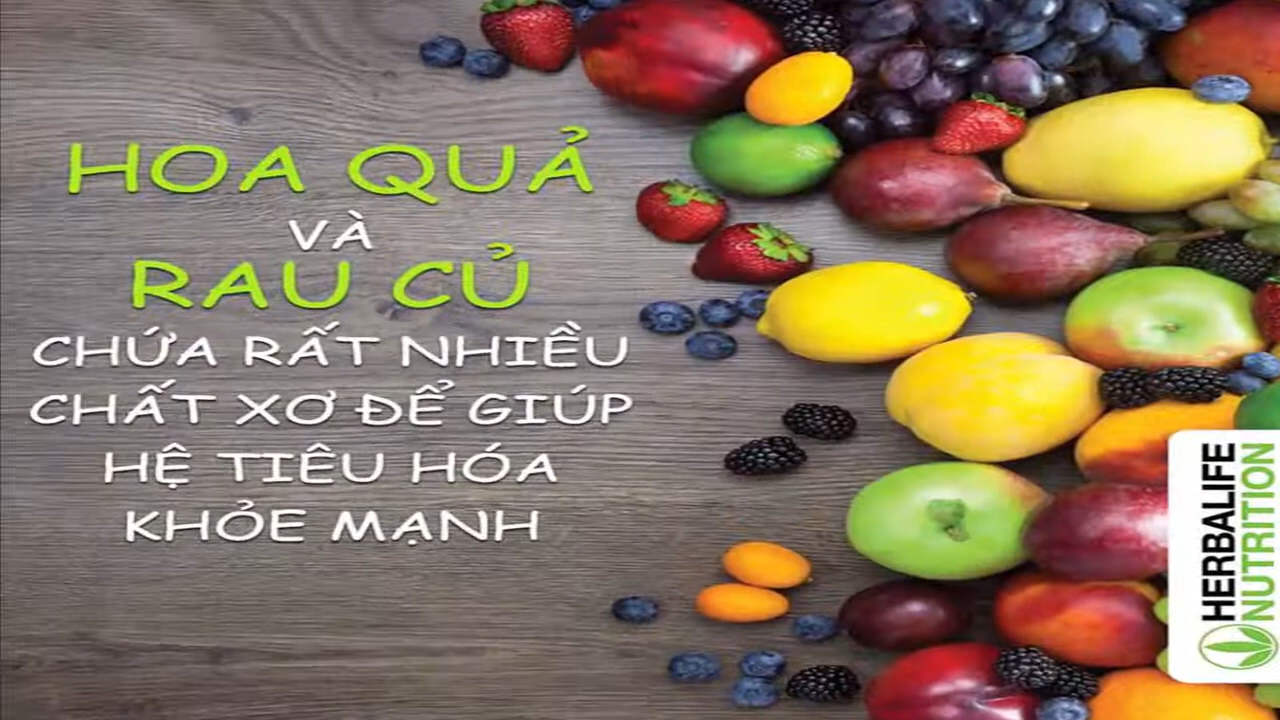 HOA QUẢ
VÀ
RAU CỦ
CHỨA RẤT NHIỀU
CHẤT XƠ ĐỂ GIÚP
HỆ TIÊU HÓA
KHỎE MẠNH
HERBALIFE
NUTRITION